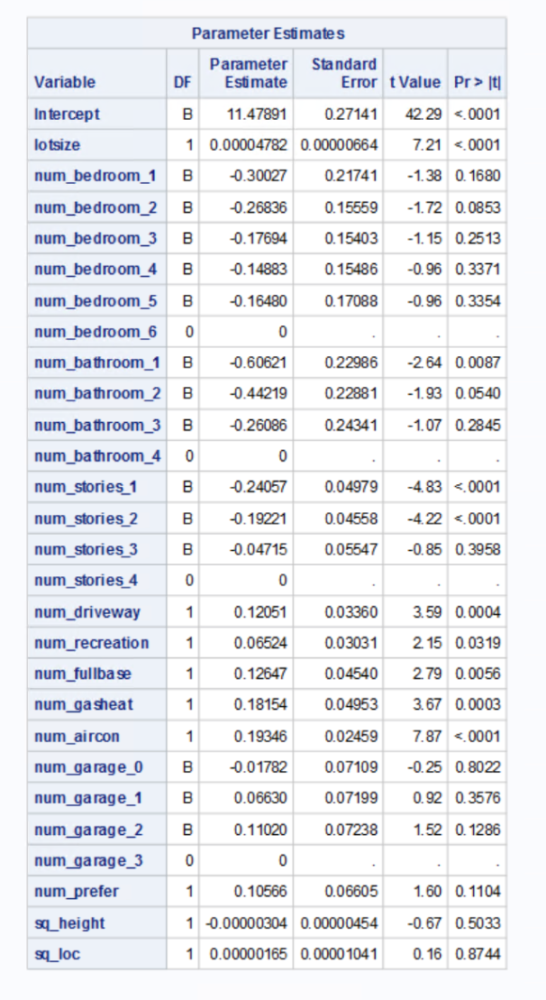 Parameter Estimates
Variable DF Parameter Estimate Standard Error t Value Pr > |t|
Intercept B 11.47891 0.27141 42.29 <.0001
lotsize 1 0.00004782 0.00000664 7.21 <.0001
num_bedroom_1 B -0.30027 0.21741 -1.38 0.1680
num_bedroom_2 B -0.26836 0.15559 -1.72 0.0853
num_bedroom_3 B -0.17694 0.15403 -1.15 0.2513
num_bedroom_4 B -0.14883 0.15486 -0.96 0.3371
num_bedroom_5 B -0.16480 0.17088 -0.96 0.3354
num_bedroom_6 0 0 . . .
num_bathroom_1 B -0.60621 0.22986 -2.64 0.0087
num_bathroom_2 B -0.44219 0.22881 -1.93 0.0540
num_bathroom_3 B -0.26086 0.24341 -1.07 0.2845
num_bathroom_4 0 0 . . .
num_stories_1 B -0.24057 0.04979 -4.83 <.0001
num_stories_2 B -0.19221 0.04558 -4.22 <.0001
num_stories_3 B -0.04715 0.05547 -0.85 0.3958
num_stories_4 0 0 . . .
num_driveway 1 0.12051 0.03360 3.59 0.0004
num_recreation 1 0.06524 0.03031 2.15 0.0319
num_fullbase 1 0.12647 0.04540 2.79 0.0056
num_gasheat 1 0.18154 0.04953 3.67 0.0003
num_aircon 1 0.19346 0.02459 7.87 <.0001
num_garage_0 B -0.01782 0.07109 -0.25 0.8022
num_garage_1 B 0.06630 0.07199 0.92 0.3576
num_garage_2 B 0.11020 0.07238 1.52 0.1286
num_garage_3 0 0 . . .
num_prefer 1 0.10566 0.06605 1.60 0.1104
sq_height 1 -0.00000304 0.00000454 -0.67 0.5033
sq_loc 1 0.00000165 0.00001041 0.16 0.8744